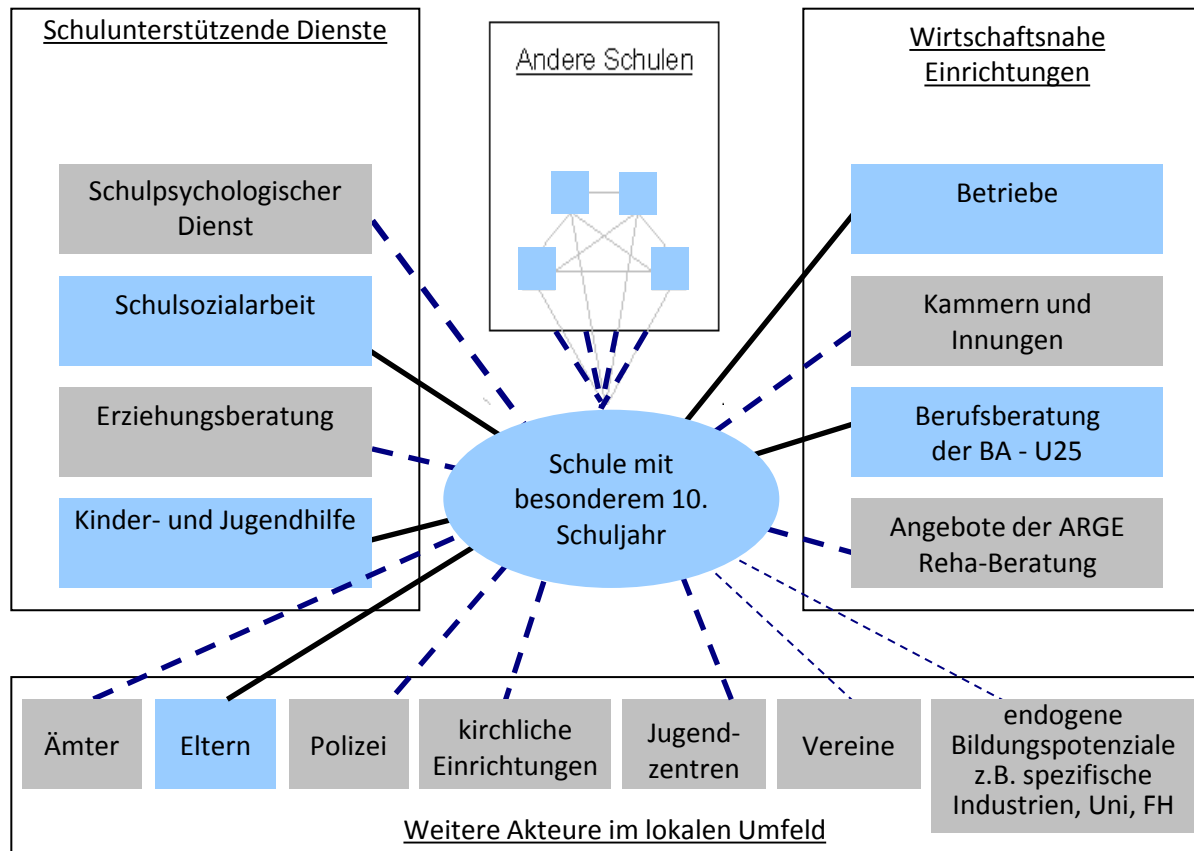 Schulunterstützende Dienste
Schulpsychologischer
Dienst
Schulsozialarbeit
Erziehungsberatung
Kinder- und Jugendhilfe
Andere Schulen
Wirtschaftsnahe
Einrichtungen
Betriebe
Kammern und
Innungen
Berufsberatung
der BA - U25
Angebote der ARGE
Reha-Beratung
Schule mit
besonderem 10.
Schuljahr
Ämter
Eltern
Polizei
kirchliche
Einrichtungen
Jugend-
zentren
Vereine
endogene
Bildungspotenziale
z.B. spezifische
Industrien, Uni, FH
Weitere Akteure im lokalen Umfeld